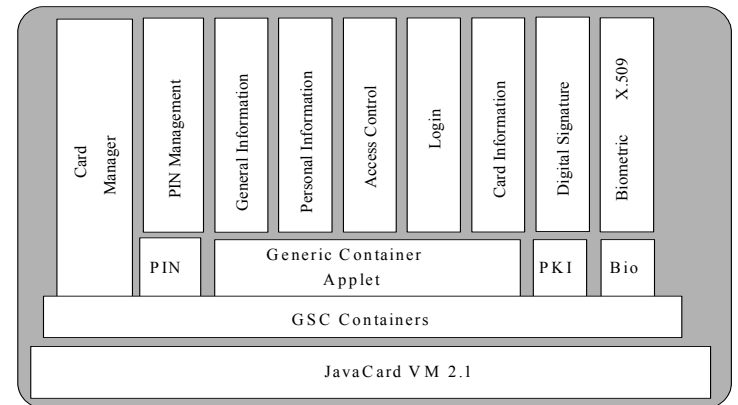 Card
Manager
PIN Management
General Information
Personal Information
Access Control
Login
Card Information
Digital Signature
Biometric X.509
PIN
Generic Container
Applet
PKI
Bio
GSC Containers
JavaCard VM 2.1